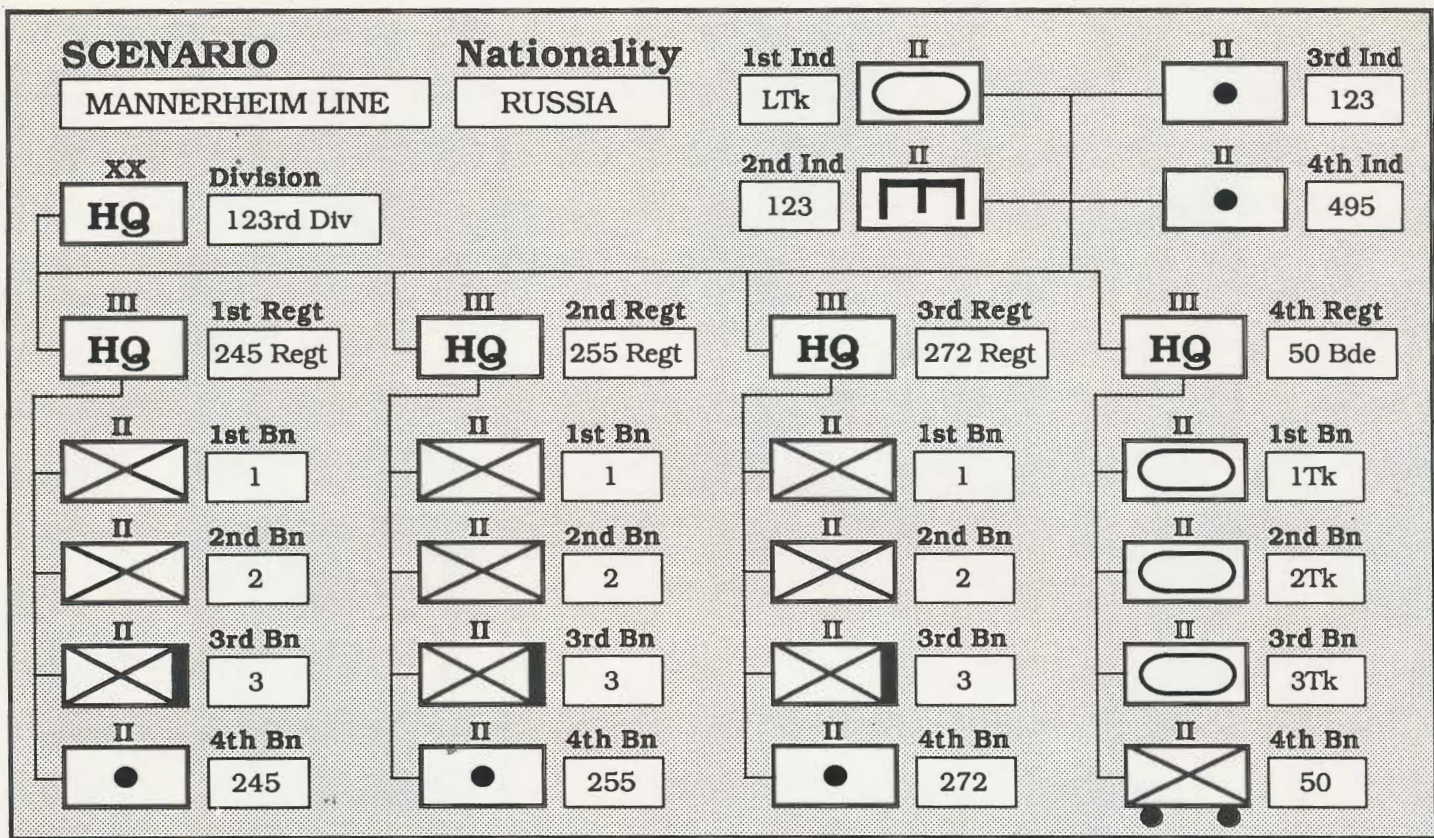 SCENARIO
MANNERHEIM LINE
Nationality
RUSSIA
1st Ind
LTk
II
II
3rd Ind
123
2nd Ind
123
II
II
4th Ind
495
XX
HQ
Division
123rd Div
III
HQ
1st Regt
245 Regt
III
HQ
2nd Regt
255 Regt
III
HQ
3rd Regt
272 Regt
III
HQ
4th Regt
50 Bde
II
1st Bn
1
II
1st Bn
1
II
1st Bn
1
II
1st Bn
1Tk
II
2nd Bn
2
II
2nd Bn
2
II
2nd Bn
2
II
2nd Bn
2Tk
II
3rd Bn
3
II
3rd Bn
3
II
3rd Bn
3
II
3rd Bn
3Tk
II
4th Bn
245
II
4th Bn
255
II
4th Bn
272
II
4th Bn
50